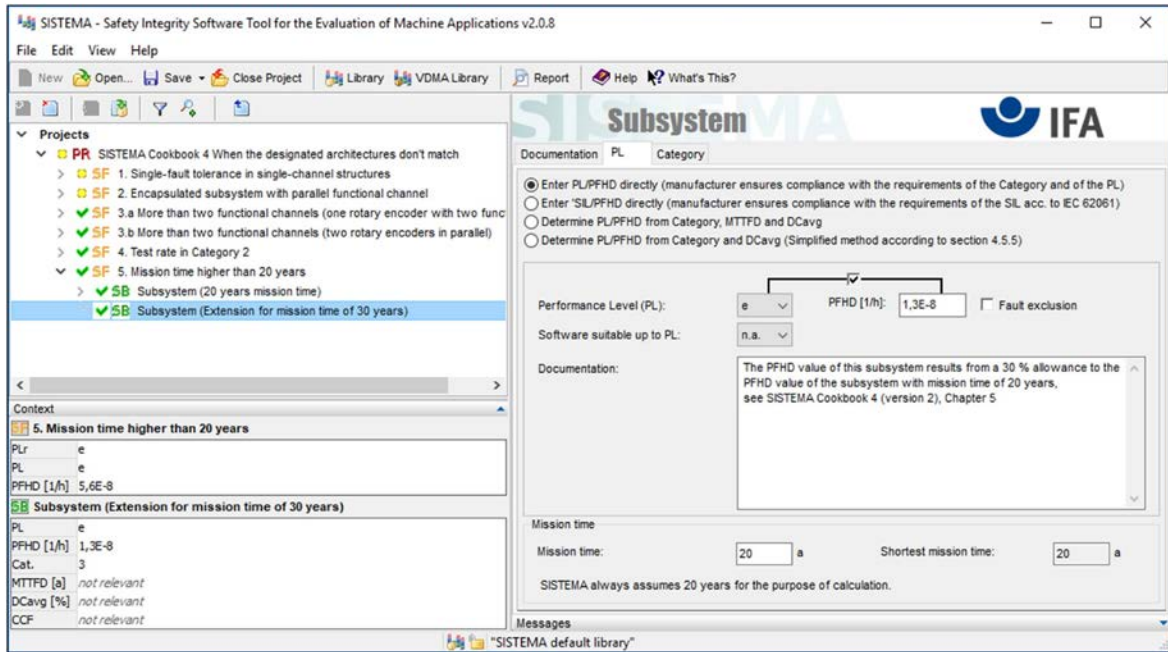 SISTEMA - Safety Integrity Software Tool for the Evaluation of Machine Applications v2.0.8
File Edit View Help
New Open... Save Close Project Library VDMA Library Report Help What's This?
Projects
PR SISTEMA Cookbook 4 When the designated architectures don't match
SF 1. Single-fault tolerance in single-channel structures
SF 2. Encapsulated subsystem with parallel functional channel
SF 3.a More than two functional channels (one rotary encoder with two func
SF 3.b More than two functional channels (two rotary encoders in parallel)
SF 4. Test rate in Category 2
SF 5. Mission time higher than 20 years
SB Subsystem (20 years mission time)
SB Subsystem (Extension for mission time of 30 years)
Context
SF 5. Mission time higher than 20 years
PLr e
PL e
PFHD [1/h] 5,6E-8
SB Subsystem (Extension for mission time of 30 years)
PL e
PFHD [1/h] 1,3E-8
Cat. 3
MTTFD [a] not relevant
DCavg [%] not relevant
CCF not relevant
SISTEMA
Subsystem
IFA
Documentation PL Category
Enter PL/PFHD directly (manufacturer ensures compliance with the requirements of the Category and of the PL)
Enter 'SIL/PFHD directly (manufacturer ensures compliance with the requirements of the SIL acc. to IEC 62061)
Determine PL/PFHD from Category, MTTFD and DCavg
Determine PL/PFHD from Category and DCavg (Simplified method according to section 4.5.5)
Performance Level (PL): e PFHD [1/h]: 1,3E-8 Fault exclusion
Software suitable up to PL: n.a.
Documentation:
The PFHD value of this subsystem results from a 30 % allowance to the
PFHD value of the subsystem with mission time of 20 years,
see SISTEMA Cookbook 4 (version 2), Chapter 5
Mission time
Mission time: 20 a Shortest mission time: 20 a
SISTEMA always assumes 20 years for the purpose of calculation.
Messages
"SISTEMA default library"